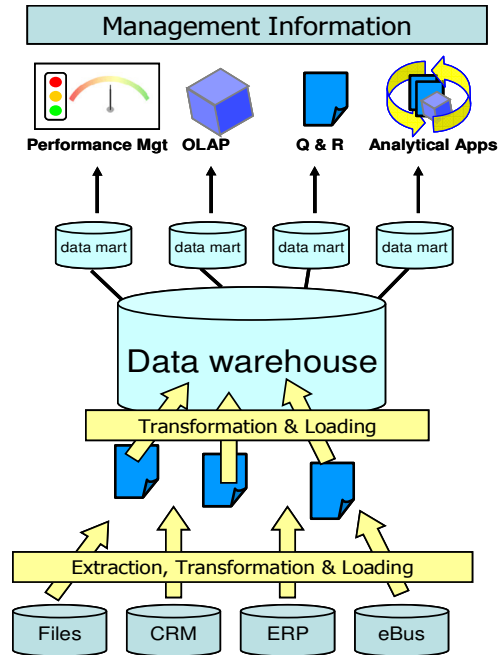 Management Information
Performance Mgt
OLAP
Q & R
Analytical Apps
data mart
data mart
data mart
data mart
Data warehouse
Transformation & Loading
Extraction, Transformation & Loading
Files
CRM
ERP
eBus